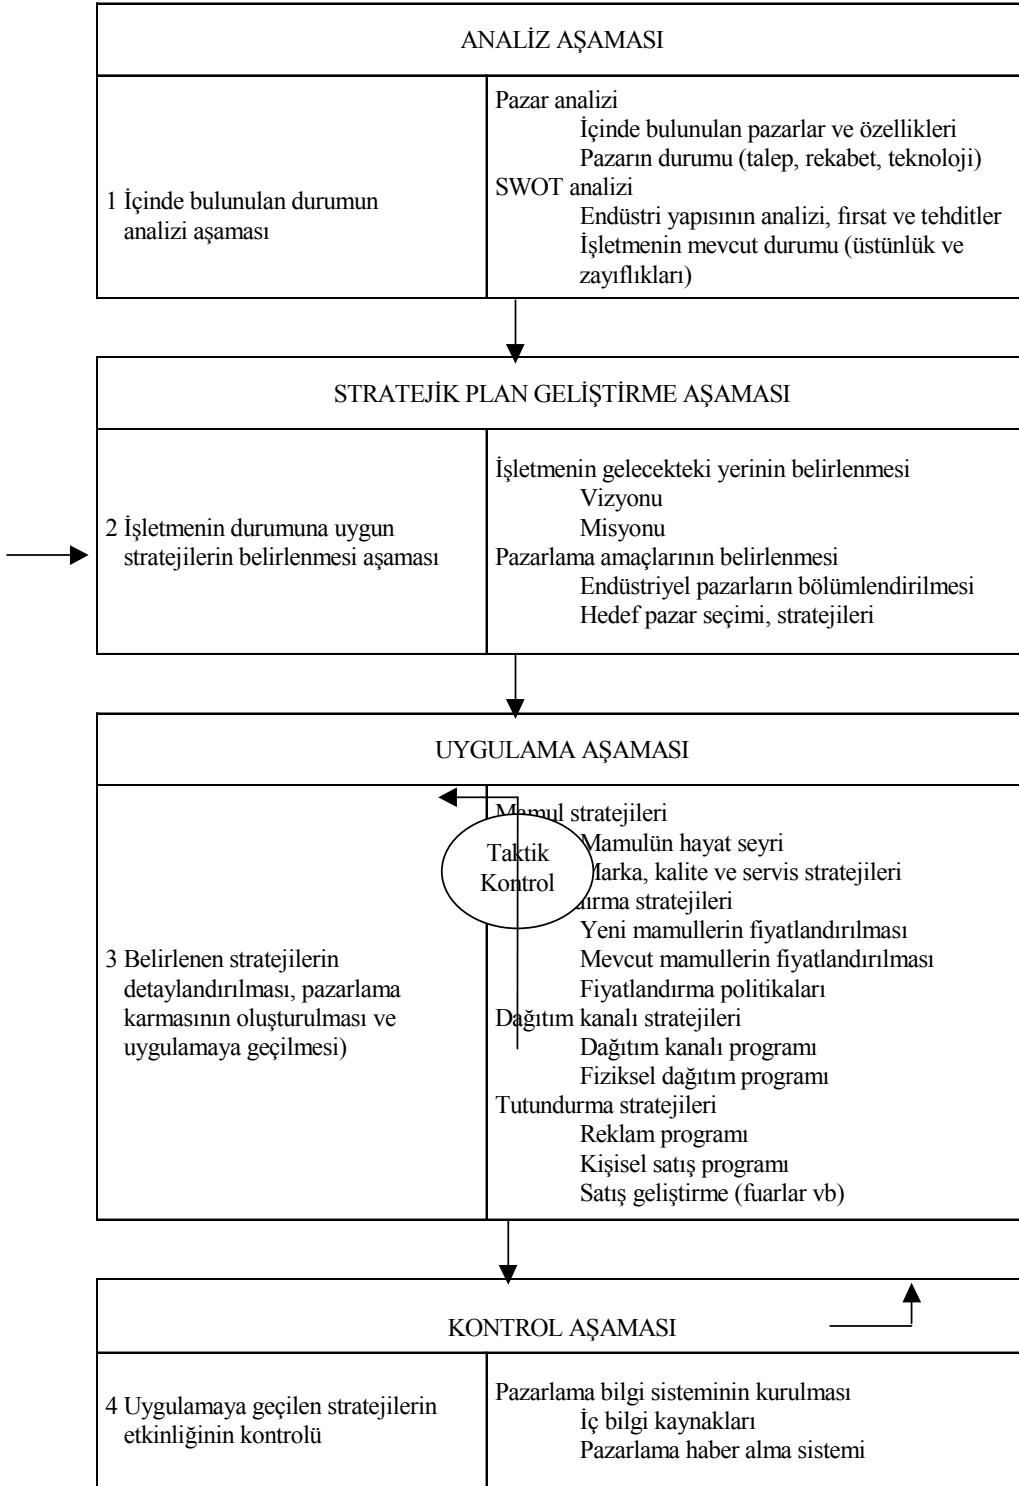 ANALİZ AŞAMASI
1 İçinde bulunulan durumun
analizi aşaması
Pazar analizi
İçinde bulunulan pazarlar ve özellikleri
Pazarın durumu (talep, rekabet, teknoloji)
SWOT analizi
Endüstri yapısının analizi, fırsat ve tehditler
İşletmenin mevcut durumu (üstünlük ve
zayıflıkları)
STRATEJİK PLAN GELİŞTİRME AŞAMASI
2 İşletmenin durumuna uygun
stratejilerin belirlenmesi aşaması
İşletmenin gelecekteki yerinin belirlenmesi
Vizyonu
Misyonu
Pazarlama amaçlarının belirlenmesi
Endüstriyel pazarların bölümlendirilmesi
Hedef pazar seçimi, stratejileri
UYGULAMA AŞAMASI
3 Belirlenen stratejilerin
detaylandırılması, pazarlama
karmasının oluşturulması ve
uygulamaya geçilmesi)
Taktik
Kontrol
Mamul stratejileri
Mamulün hayat seyri
Marka, kalite ve servis stratejileri
stratejileri
Yeni mamullerin fiyatlandırılması
Mevcut mamullerin fiyatlandırılması
Fiyatlandırma politikaları
Dağıtım kanalı stratejileri
Dağıtım kanalı programı
Fiziksel dağıtım programı
Tutundurma stratejileri
Reklam programı
Kişisel satış programı
Satış geliştirme (fuarlar vb)
KONTROL AŞAMASI
4 Uygulamaya geçilen stratejilerin
etkinliğinin kontrolü
Pazarlama bilgi sisteminin kurulması
İç bilgi kaynakları
Pazarlama haber alma sistemi